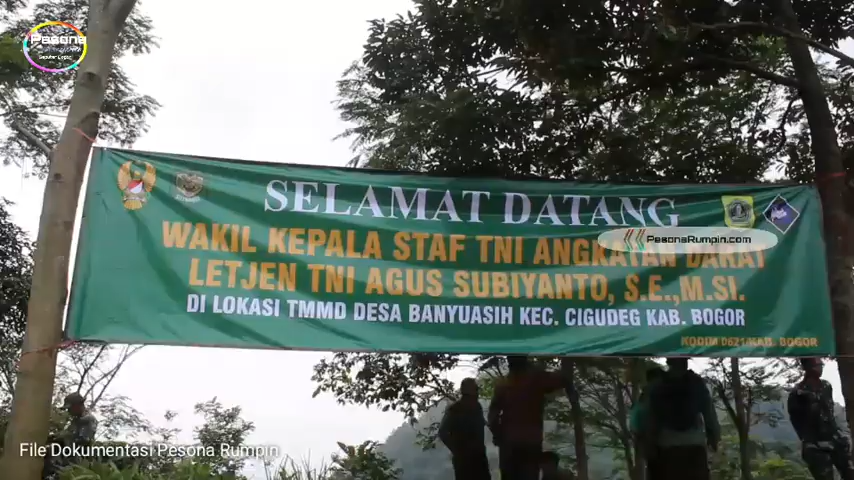 Pesona
SELAMAT DATANG
WAKIL KEPALA STAF TNI ANGKATAN DARAT
PesonaRumpin.com
LETJEN TNI AGUS SUBIYANTO, S.E.,M.SI.
DI LOKASI TMMD DESA BANYUASIH KEC. CIGUDEG KAB. BOGOR
KODIM 0621/KAB. BOGOR
File Dokumentasi Pesona Rumpin